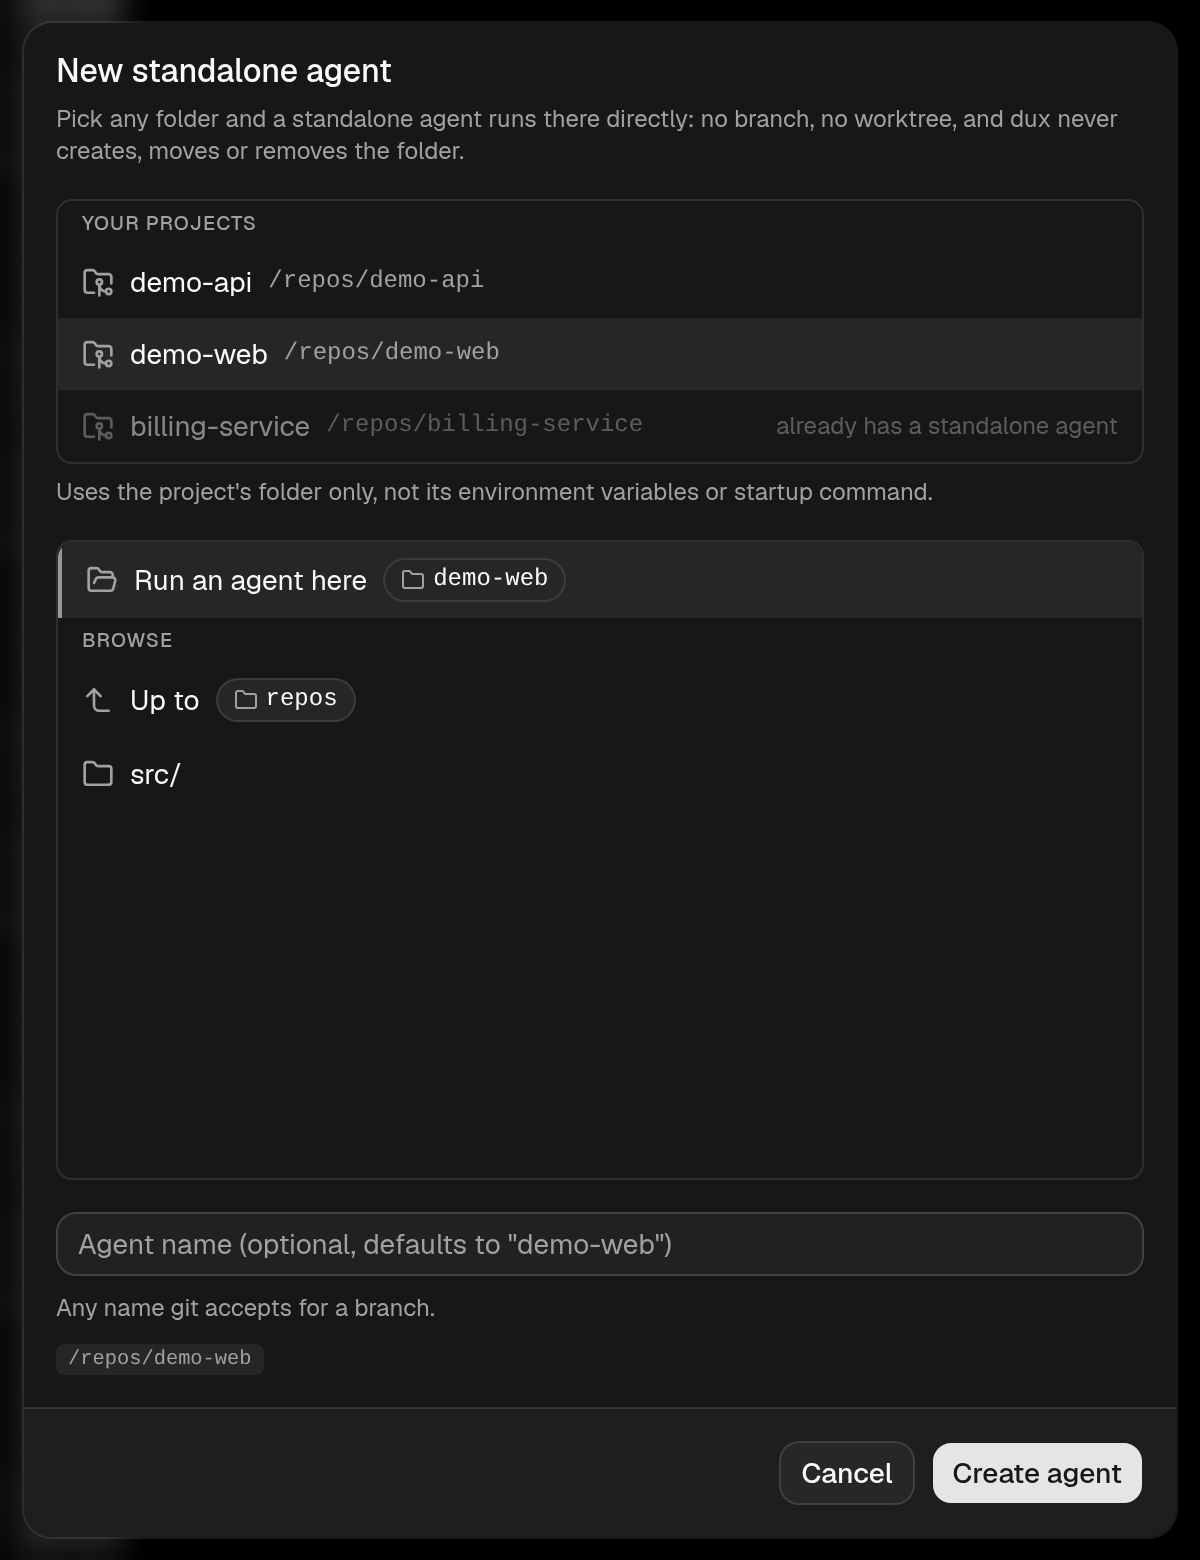 New standalone agent
Pick any folder and a standalone agent runs there directly: no branch, no worktree, and dux never
creates, moves or removes the folder.
YOUR PROJECTS
demo-api /repos/demo-api
demo-web /repos/demo-web
billing-service /repos/billing-service already has a standalone agent
Uses the project's folder only, not its environment variables or startup command.
Run an agent here demo-web
BROWSE
Up to repos
src/
Agent name (optional, defaults to "demo-web")
Any name git accepts for a branch.
/repos/demo-web
Cancel Create agent